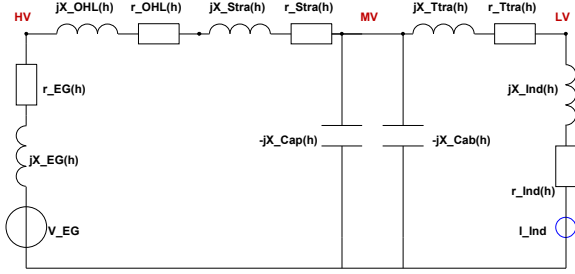 jX_OHL(h) r_OHL(h) jX_Stra(h) r_Stra(h) jX_Ttra(h) r_Ttra(h)
HV MV LV
r_EG(h) jX_Ind(h)
-jX_Cap(h) -jX_Cab(h)
jX_EG(h)
r_Ind(h)
V_EG I_Ind